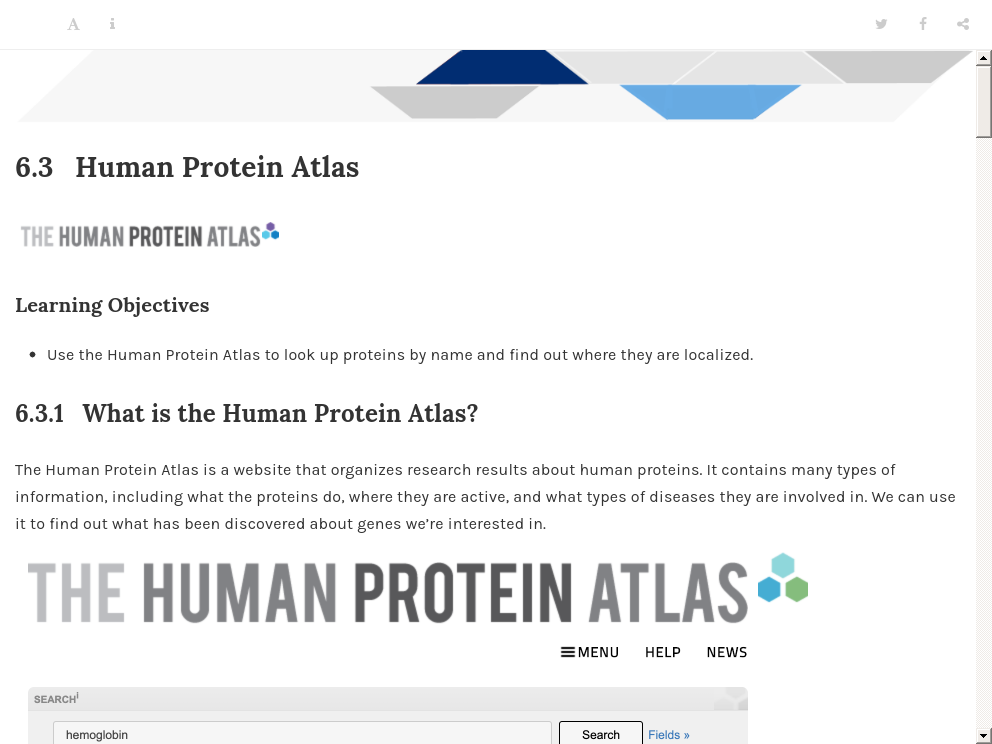 A i
6.3 Human Protein Atlas
THE HUMAN PROTEIN ATLAS
Learning Objectives
• Use the Human Protein Atlas to look up proteins by name and find out where they are localized.
6.3.1 What is the Human Protein Atlas?
The Human Protein Atlas is a website that organizes research results about human proteins. It contains many types of
information, including what the proteins do, where they are active, and what types of diseases they are involved in. We can use
it to find out what has been discovered about genes we’re interested in.
THE HUMAN PROTEIN ATLAS
MENU HELP NEWS
SEARCHⁱ
hemoglobin Search Fields »